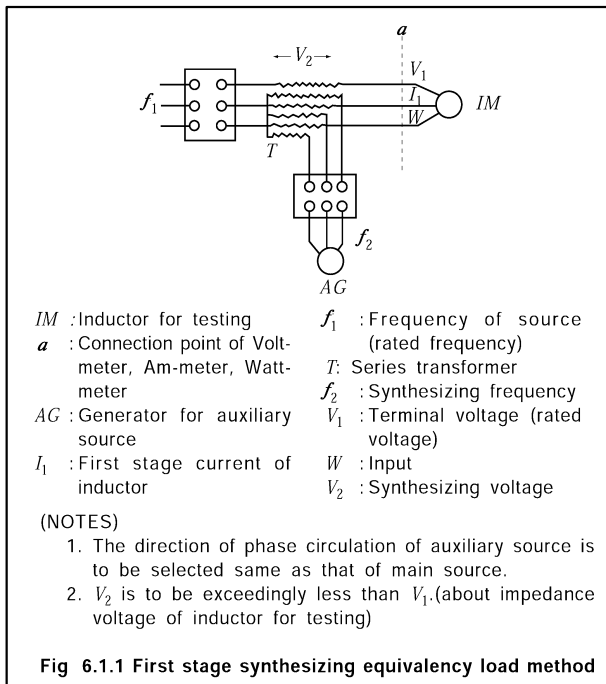 a
←V₂→
V₁
I₁
IM
f₁
W
T
f₂
AG
IM : Inductor for testing
a : Connection point of Volt-
meter, Am-meter, Watt-
meter
AG : Generator for auxiliary
source
I₁ : First stage current of
inductor
f₁ : Frequency of source
(rated frequency)
T: Series transformer
f₂ : Synthesizing frequency
V₁ : Terminal voltage (rated
voltage)
W : Input
V₂ : Synthesizing voltage
(NOTES)
1. The direction of phase circulation of auxiliary source is
to be selected same as that of main source.
2. V₂ is to be exceedingly less than V₁.(about impedance
voltage of inductor for testing)
Fig 6.1.1 First stage synthesizing equivalency load method